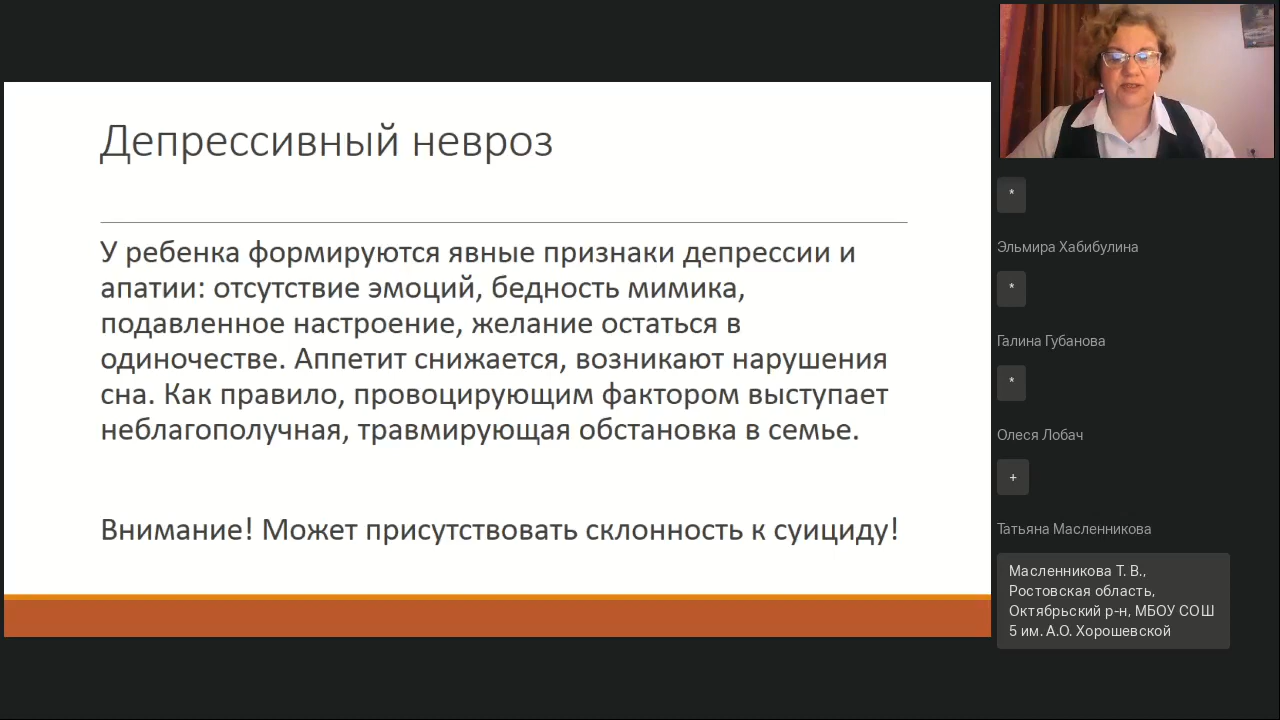 Депрессивный невроз
У ребенка формируются явные признаки депрессии и
апатии: отсутствие эмоций, бедность мимика,
подавленное настроение, желание остаться в
одиночестве. Аппетит снижается, возникают нарушения
сна. Как правило, провоцирующим фактором выступает
неблагополучная, травмирующая обстановка в семье.
Внимание! Может присутствовать склонность к суициду!
*
Эльмира Хабибулина
*
Галина Губанова
*
Олеся Лобач
+
Татьяна Масленникова
Масленникова Т. В.,
Ростовская область,
Октябрьский р-н, МБОУ СОШ
5 им. А.О. Хорошевской